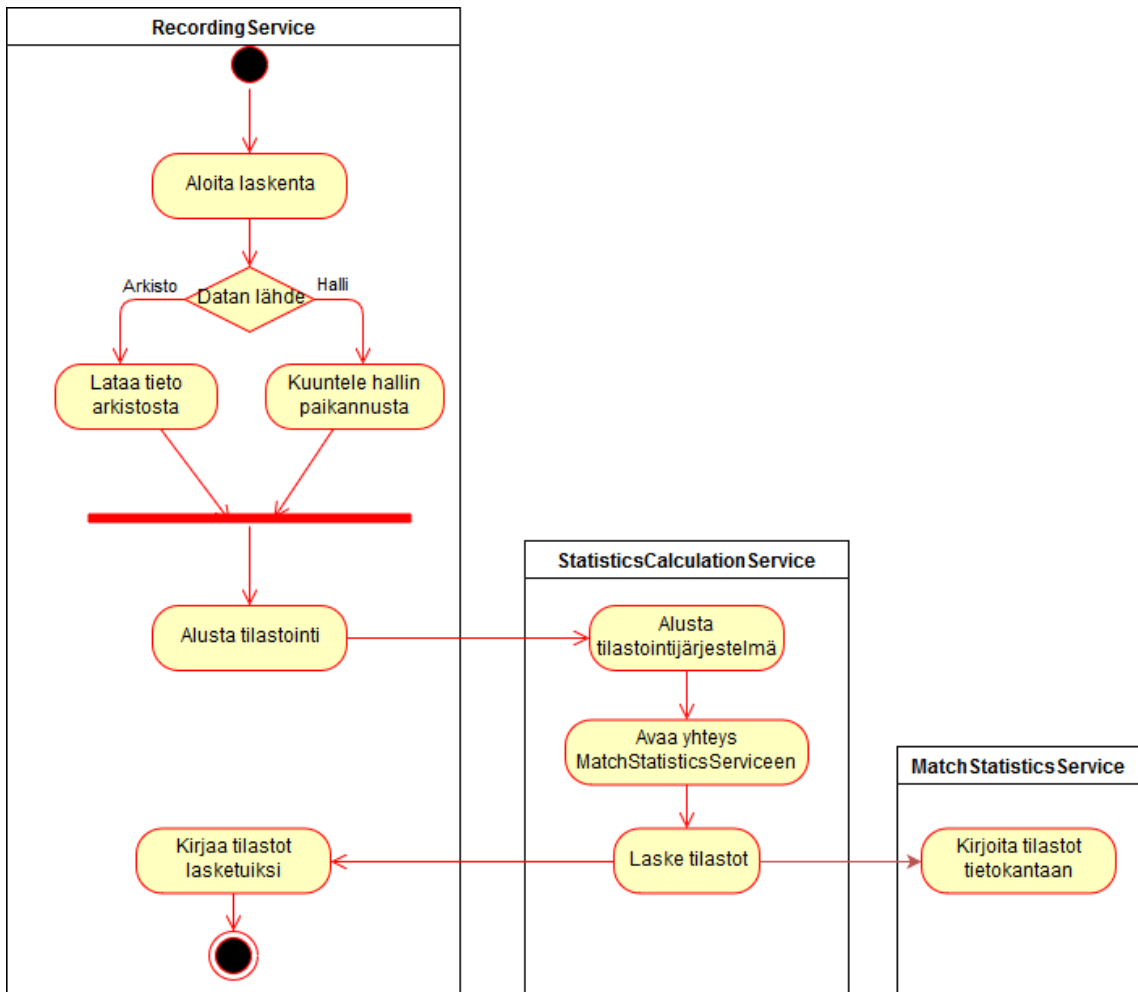 RecordingService
Aloita laskenta
Arkisto
Datan lähde
Halli
Lataa tieto
arkistosta
Kuuntele hallin
paikannusta
StatisticsCalculationService
Alusta tilastointi
Alusta
tilastointijärjestelmä
Avaa yhteys
MatchStatisticsServiceen
MatchStatisticsService
Kirjaa tilastot
lasketuiksi
Laske tilastot
Kirjoita tilastot
tietokantaan